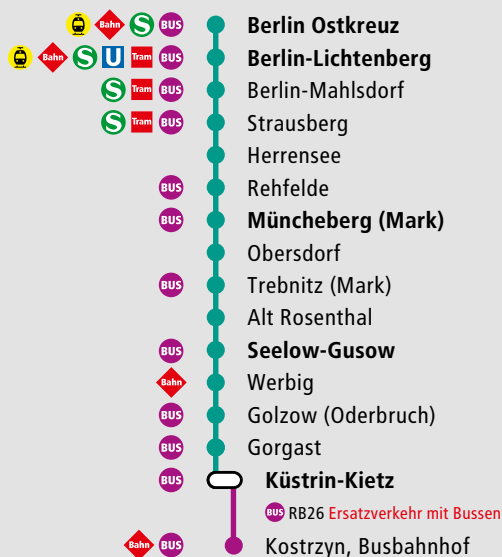 Bahn S BUS Berlin Ostkreuz
Bahn S U Tram BUS Berlin-Lichtenberg
S Tram BUS Berlin-Mahlsdorf
S Tram BUS Strausberg
Herrensee
BUS Rehfelde
BUS Müncheberg (Mark)
Obersdorf
BUS Trebnitz (Mark)
Alt Rosenthal
BUS Seelow-Gusow
Bahn Werbig
BUS Golzow (Oderbruch)
BUS Gorgast
BUS Küstrin-Kietz
BUS RB26 Ersatzverkehr mit Bussen
Bahn BUS Kostrzyn, Busbahnhof